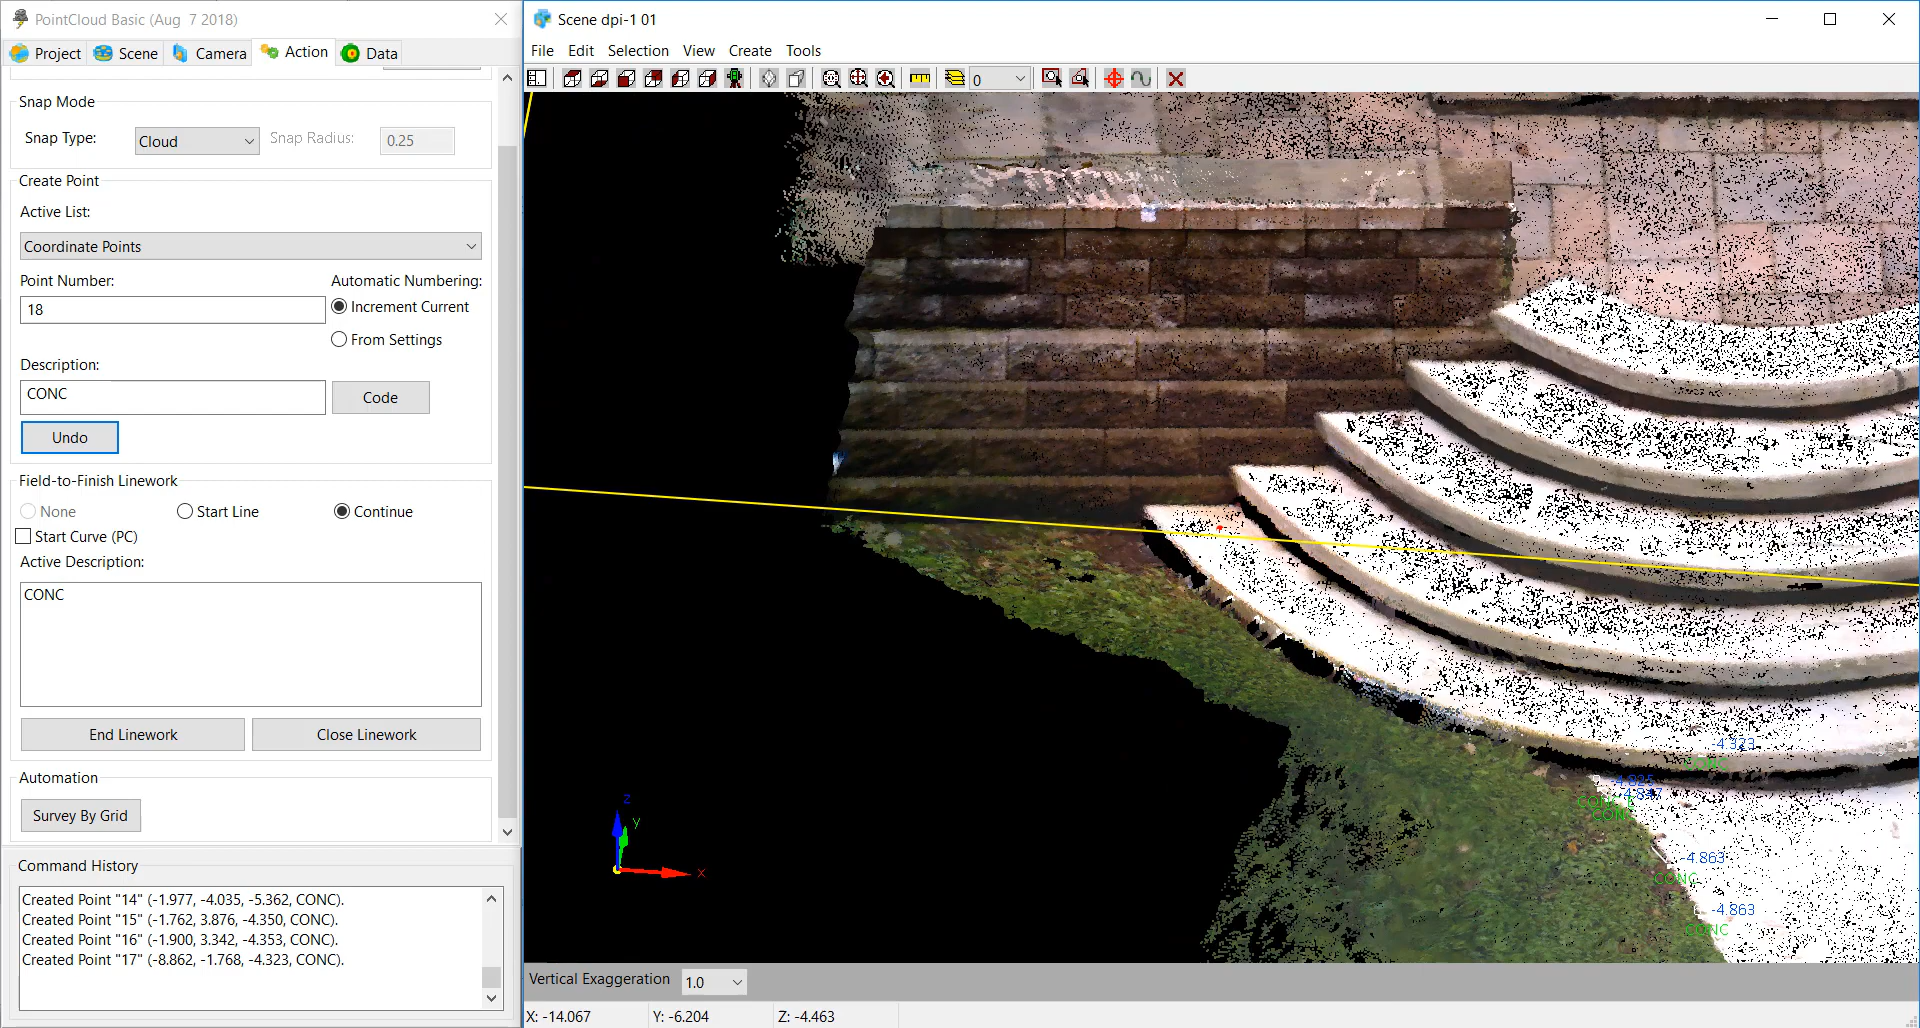 PointCloud Basic (Aug 7 2018)
Project Scene Camera Action Data
Snap Mode
Snap Type: Cloud Snap Radius: 0.25
Create Point
Active List:
Coordinate Points
Point Number: Automatic Numbering:
18 Increment Current
From Settings
Description:
CONC Code
Undo
Field-to-Finish Linework
None Start Line Continue
Start Curve (PC)
Active Description:
CONC
End Linework Close Linework
Automation
Survey By Grid
Command History
Created Point "14" (-1.977, -4.035, -5.362, CONC).
Created Point "15" (-1.762, 3.876, -4.350, CONC).
Created Point "16" (-1.900, 3.342, -4.353, CONC).
Created Point "17" (-8.862, -1.768, -4.323, CONC).
Scene dpi-1 01
File Edit Selection View Create Tools
0
-4.323
CONC
-4.863
CONC
-4.863
CONC
z
y
x
Vertical Exaggeration 1.0
X: -14.067 Y: -6.204 Z: -4.463